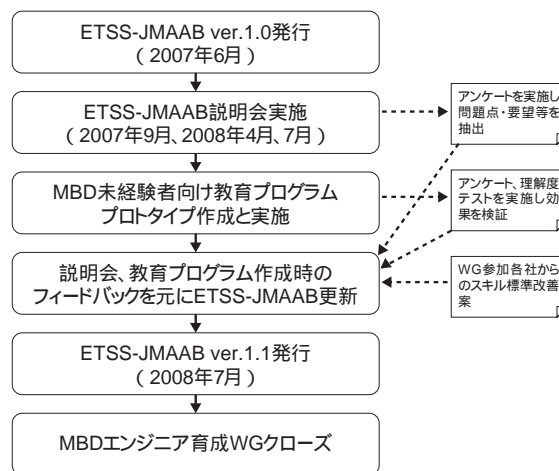 ETSS-JMAAB ver.1.0発行
（2007年6月）
ETSS-JMAAB説明会実施
（2007年9月、2008年4月、7月）
アンケートを実施し
問題点・要望等を
抽出
MBD未経験者向け教育プログラム
プロトタイプ作成と実施
アンケート、理解度
テストを実施し効
果を検証
説明会、教育プログラム作成時の
フィードバックを元にETSS-JMAAB更新
WG参加各社から
のスキル標準改善
案
ETSS-JMAAB ver.1.1発行
（2008年7月）
MBDエンジニア育成WGクローズ